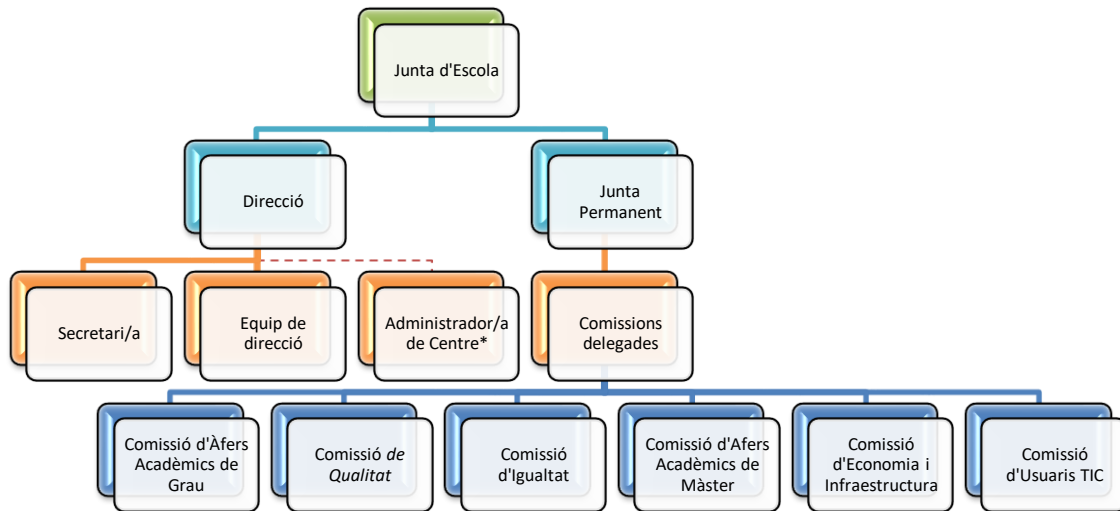 Junta d'Escola
Direcció
Junta
Permanent
Secretari/a
Equip de
direcció
Administrador/a
de Centre*
Comissions
delegades
Comissió d'Àfers
Acadèmics de
Grau
Comissió de
Qualitat
Comissió
d'Igualtat
Comissió d'Afers
Acadèmics de
Màster
Comissió
d'Economia i
Infraestructura
Comissió
d'Usuaris TIC